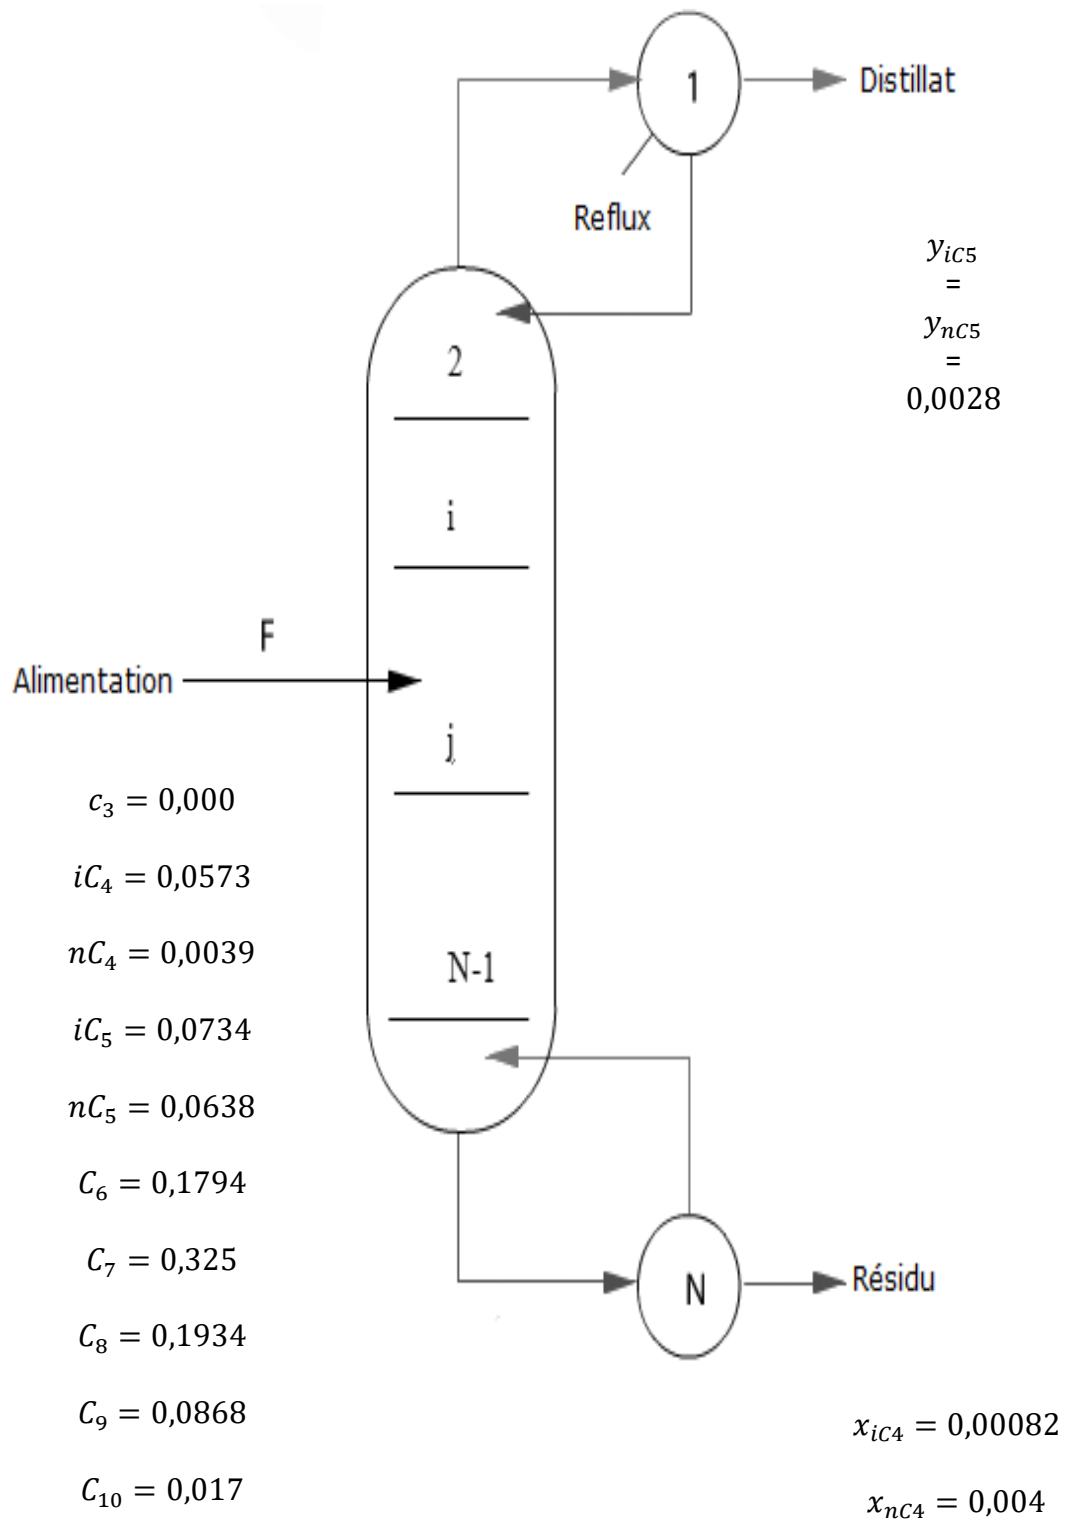 1
Distillat
Reflux
y_{iC5}
=
y_{nC5}
=
0,0028
2
i
F
Alimentation
j
c_3 = 0,000
iC_4 = 0,0573
nC_4 = 0,0039
iC_5 = 0,0734
nC_5 = 0,0638
C_6 = 0,1794
C_7 = 0,325
C_8 = 0,1934
C_9 = 0,0868
C_{10} = 0,017
N-1
N
Résidu
x_{iC4} = 0,00082
x_{nC4} = 0,004